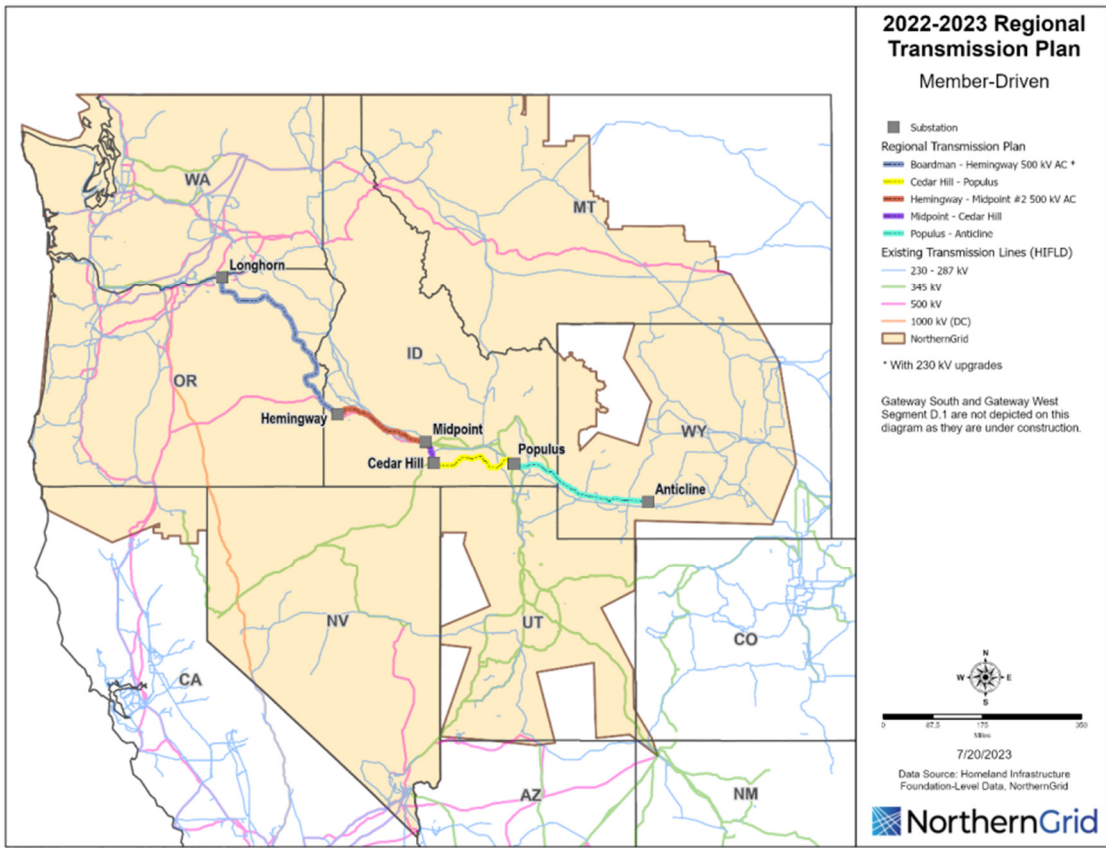 2022-2023 Regional
Transmission Plan
Member-Driven
Substation
Regional Transmission Plan
Boardman - Hemingway 500 kV AC *
Cedar Hill - Populus
Hemingway - Midpoint #2 500 kV AC
Midpoint - Cedar Hill
Populus - Anticline
Existing Transmission Lines (HIFLD)
230 - 287 kV
345 kV
500 kV
1000 kV (DC)
NorthernGrid
* With 230 kV upgrades
Gateway South and Gateway West
Segment D.1 are not depicted on this
diagram as they are under construction.
WA
MT
Longhorn
ID
OR
Hemingway
Midpoint
WY
Cedar Hill
Populus
Anticline
NV
UT
CO
CA
AZ
NM
N
W E
S
0 87.5 175 350
Miles
7/20/2023
Data Source: Homeland Infrastructure
Foundation-Level Data, NorthernGrid
NorthernGrid